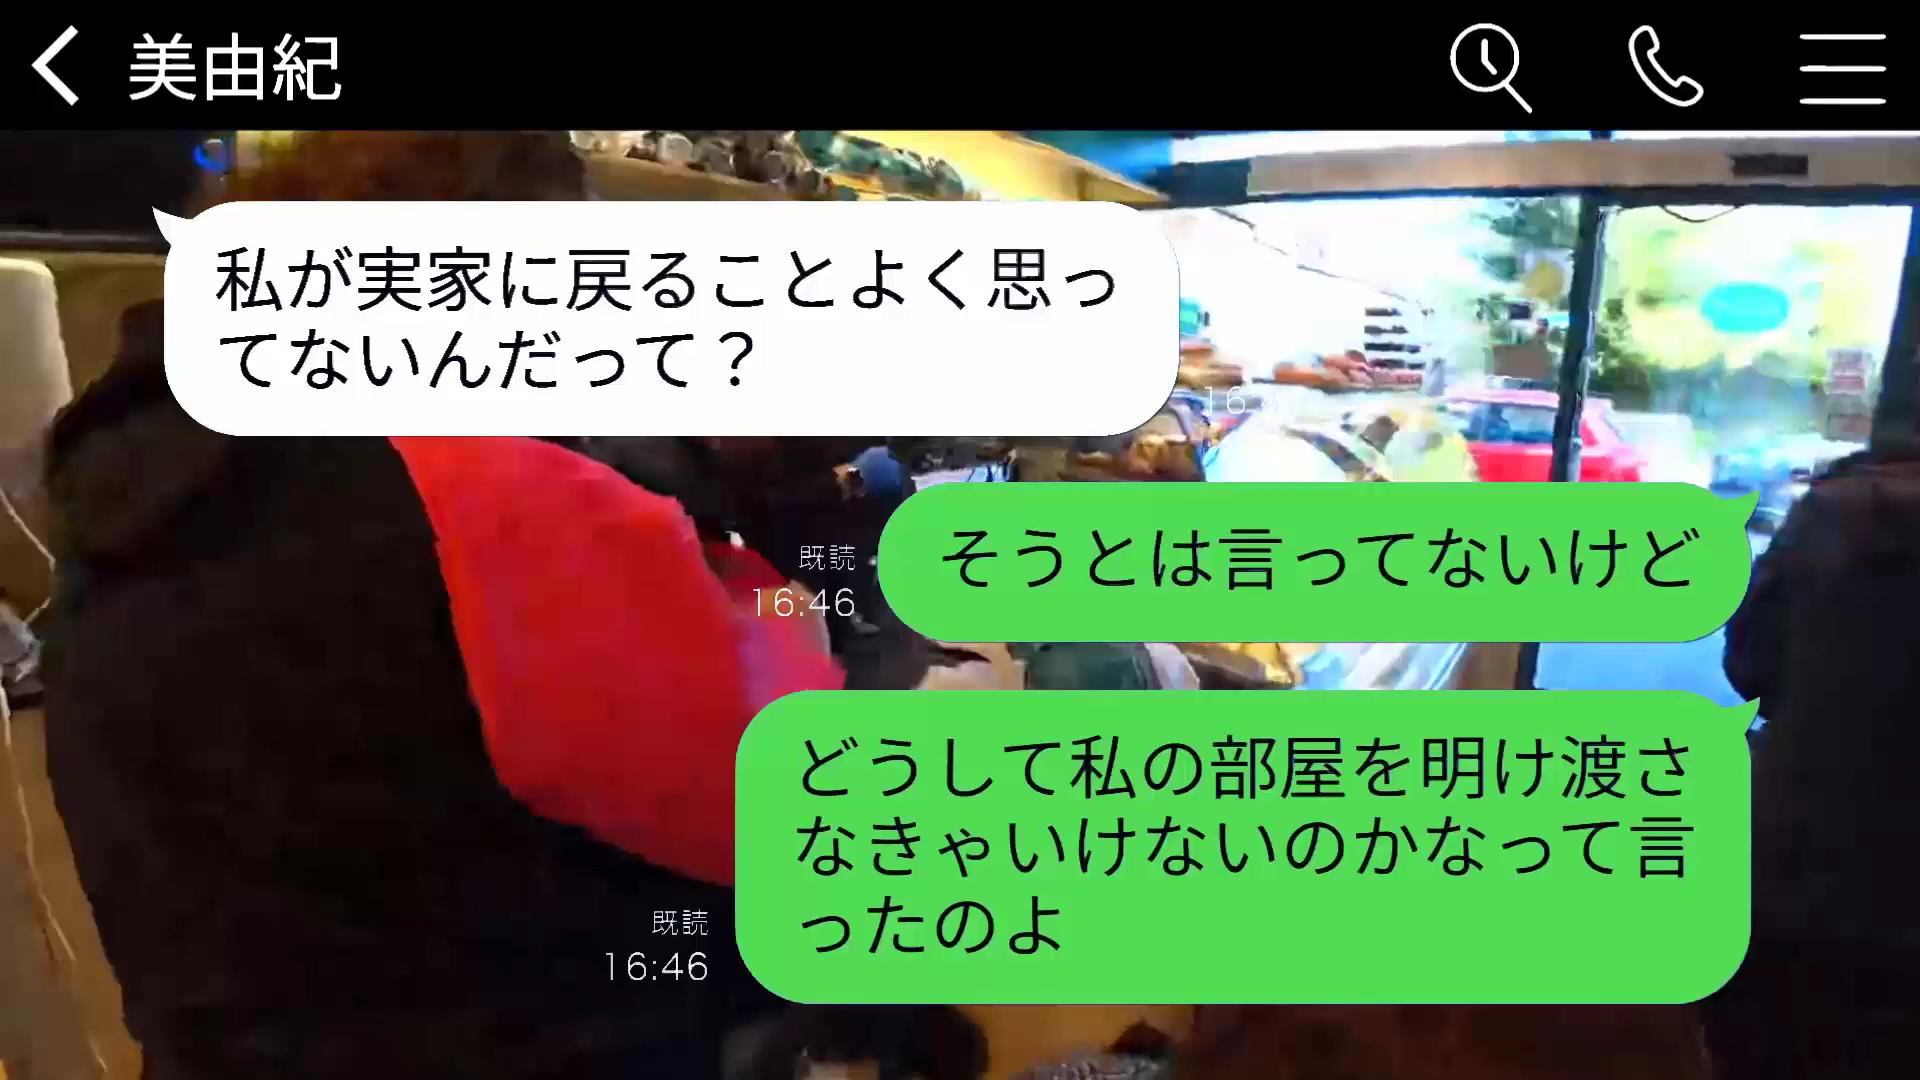 美由紀
私が実家に戻ることよく思っ
てないんだって？
そうとは言ってないけど
既読
16:46
どうして私の部屋を明け渡さ
なきゃいけないのかなって言
ったのよ
既読
16:46